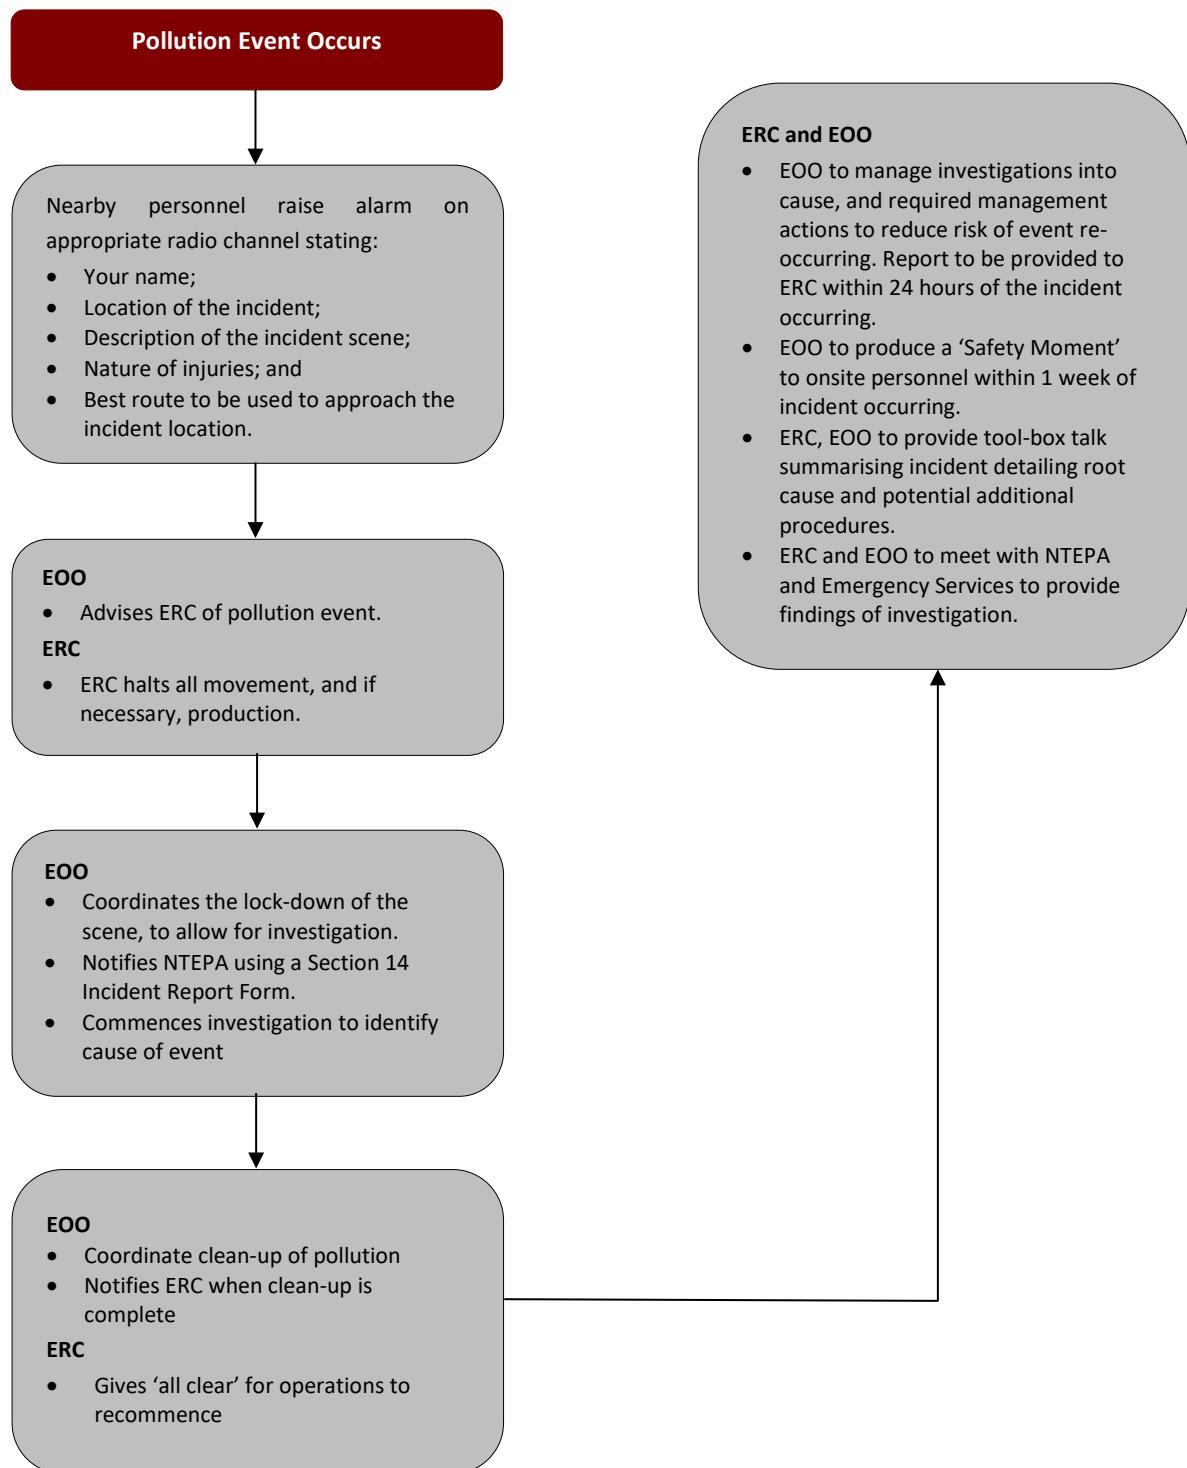 Pollution Event Occurs
Nearby personnel raise alarm on
appropriate radio channel stating:
• Your name;
• Location of the incident;
• Description of the incident scene;
• Nature of injuries; and
• Best route to be used to approach the
incident location.
EOO
• Advises ERC of pollution event.
ERC
• ERC halts all movement, and if
necessary, production.
EOO
• Coordinates the lock-down of the
scene, to allow for investigation.
• Notifies NTEPA using a Section 14
Incident Report Form.
• Commences investigation to identify
cause of event
EOO
• Coordinate clean-up of pollution
• Notifies ERC when clean-up is
complete
ERC
• Gives ‘all clear’ for operations to
recommence
ERC and EOO
• EOO to manage investigations into
cause, and required management
actions to reduce risk of event re-
occurring. Report to be provided to
ERC within 24 hours of the incident
occurring.
• EOO to produce a ‘Safety Moment’
to onsite personnel within 1 week of
incident occurring.
• ERC, EOO to provide tool-box talk
summarising incident detailing root
cause and potential additional
procedures.
• ERC and EOO to meet with NTEPA
and Emergency Services to provide
findings of investigation.